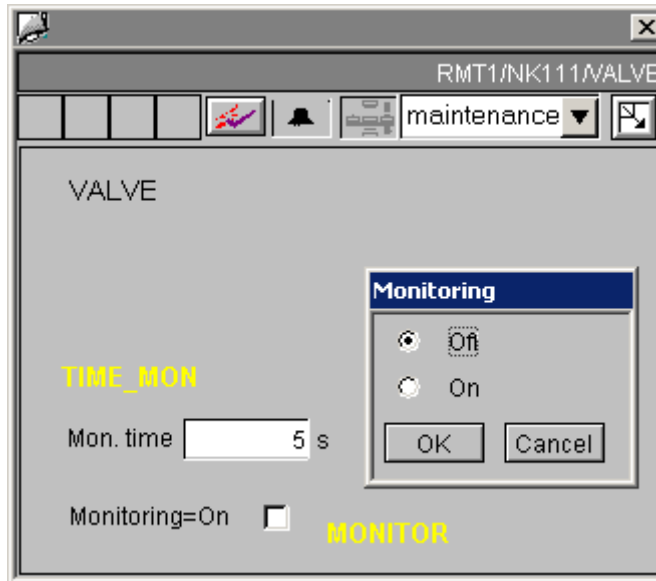 RMT1/NK111/VALVE
maintenance
VALVE
Monitoring
Off
On
OK Cancel
TIME_MON
Mon. time 5 s
Monitoring=On
MONITOR